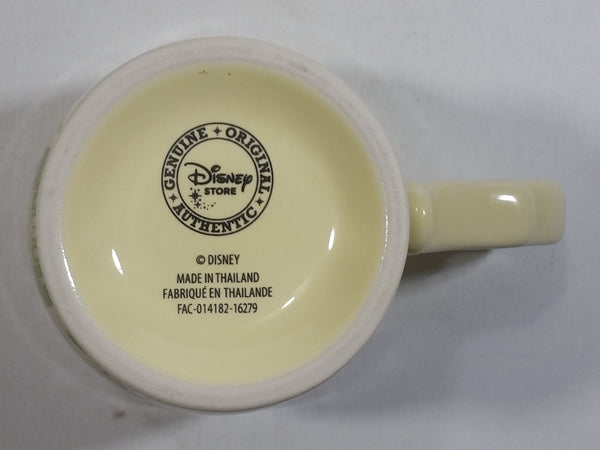 GENUINE ✦ ORIGINAL ✦ AUTHENTIC ✦
Disney
STORE
© DISNEY
MADE IN THAILAND
FABRIQUÉ EN THAILANDE
FAC-014182-16279